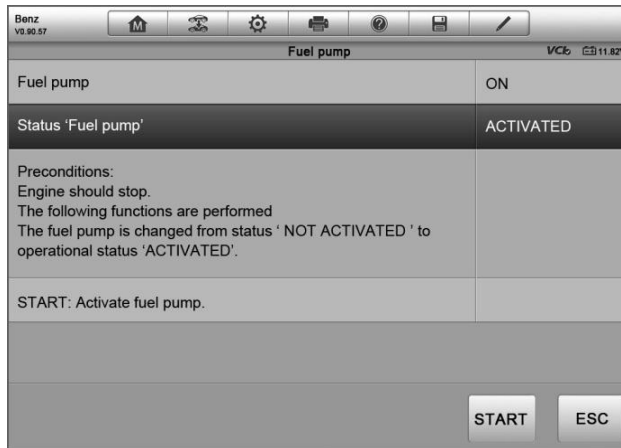 Benz
V0.90.57
Fuel pump
VCI
11.82V
Fuel pump ON
Status ‘Fuel pump’ ACTIVATED
Preconditions:
Engine should stop.
The following functions are performed
The fuel pump is changed from status ‘ NOT ACTIVATED ’ to
operational status ‘ACTIVATED’.
START: Activate fuel pump.
START ESC